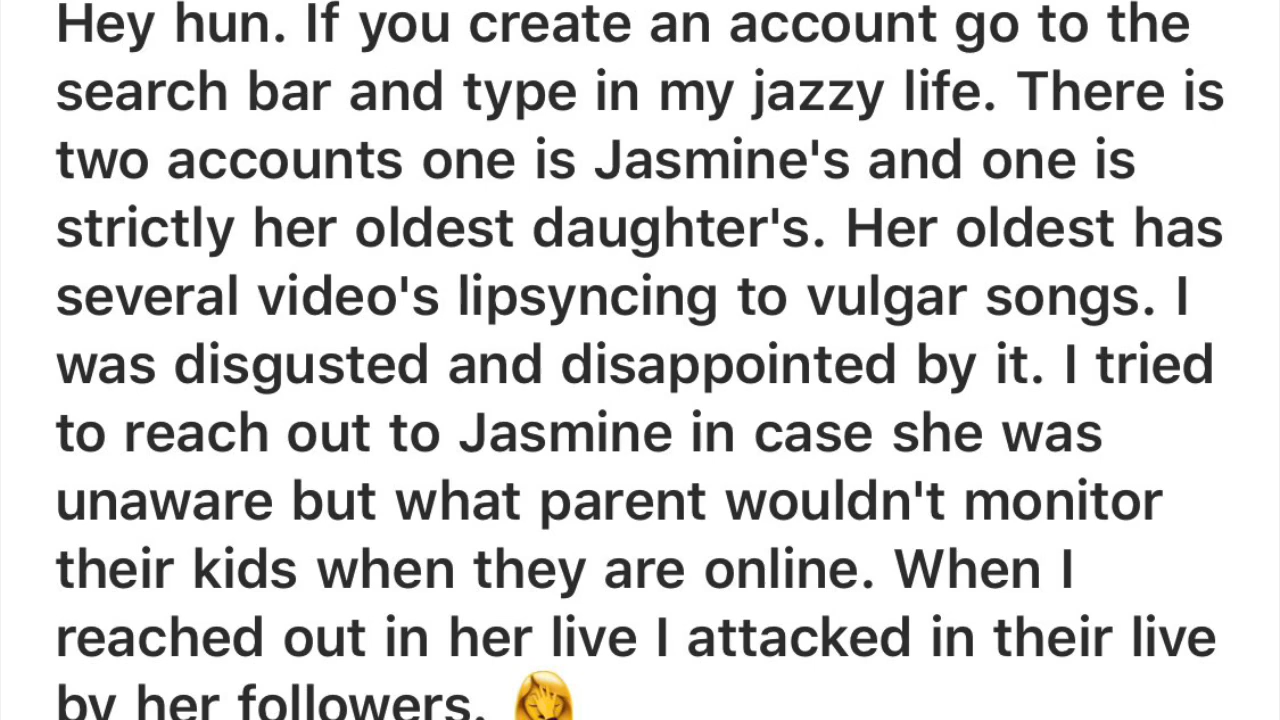 Hey hun. If you create an account go to the
search bar and type in my jazzy life. There is
two accounts one is Jasmine's and one is
strictly her oldest daughter's. Her oldest has
several video's lipsyncing to vulgar songs. I
was disgusted and disappointed by it. I tried
to reach out to Jasmine in case she was
unaware but what parent wouldn't monitor
their kids when they are online. When I
reached out in her live I attacked in their live
by her followers. 🤦‍♀️